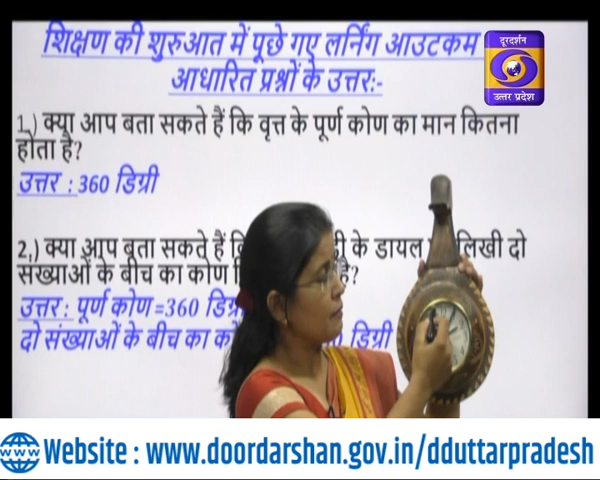 शिक्षण की शुरुआत में पूछे गए लर्निंग आउटकम
आधारित प्रश्नों के उत्तर:-
दूरदर्शन
उत्तर प्रदेश
1.) क्या आप बता सकते हैं कि वृत्त के पूर्ण कोण का मान कितना
होता है?
उत्तर : 360 डिग्री
2.) क्या आप बता सकते हैं के डायल लिखी दो
संख्याओं के बीच का कोण है?
उत्तर : पूर्ण कोण=360 डिग्री
दो संख्याओं के बीच का डिग्री
Website : www.doordarshan.gov.in/dduttarpradesh